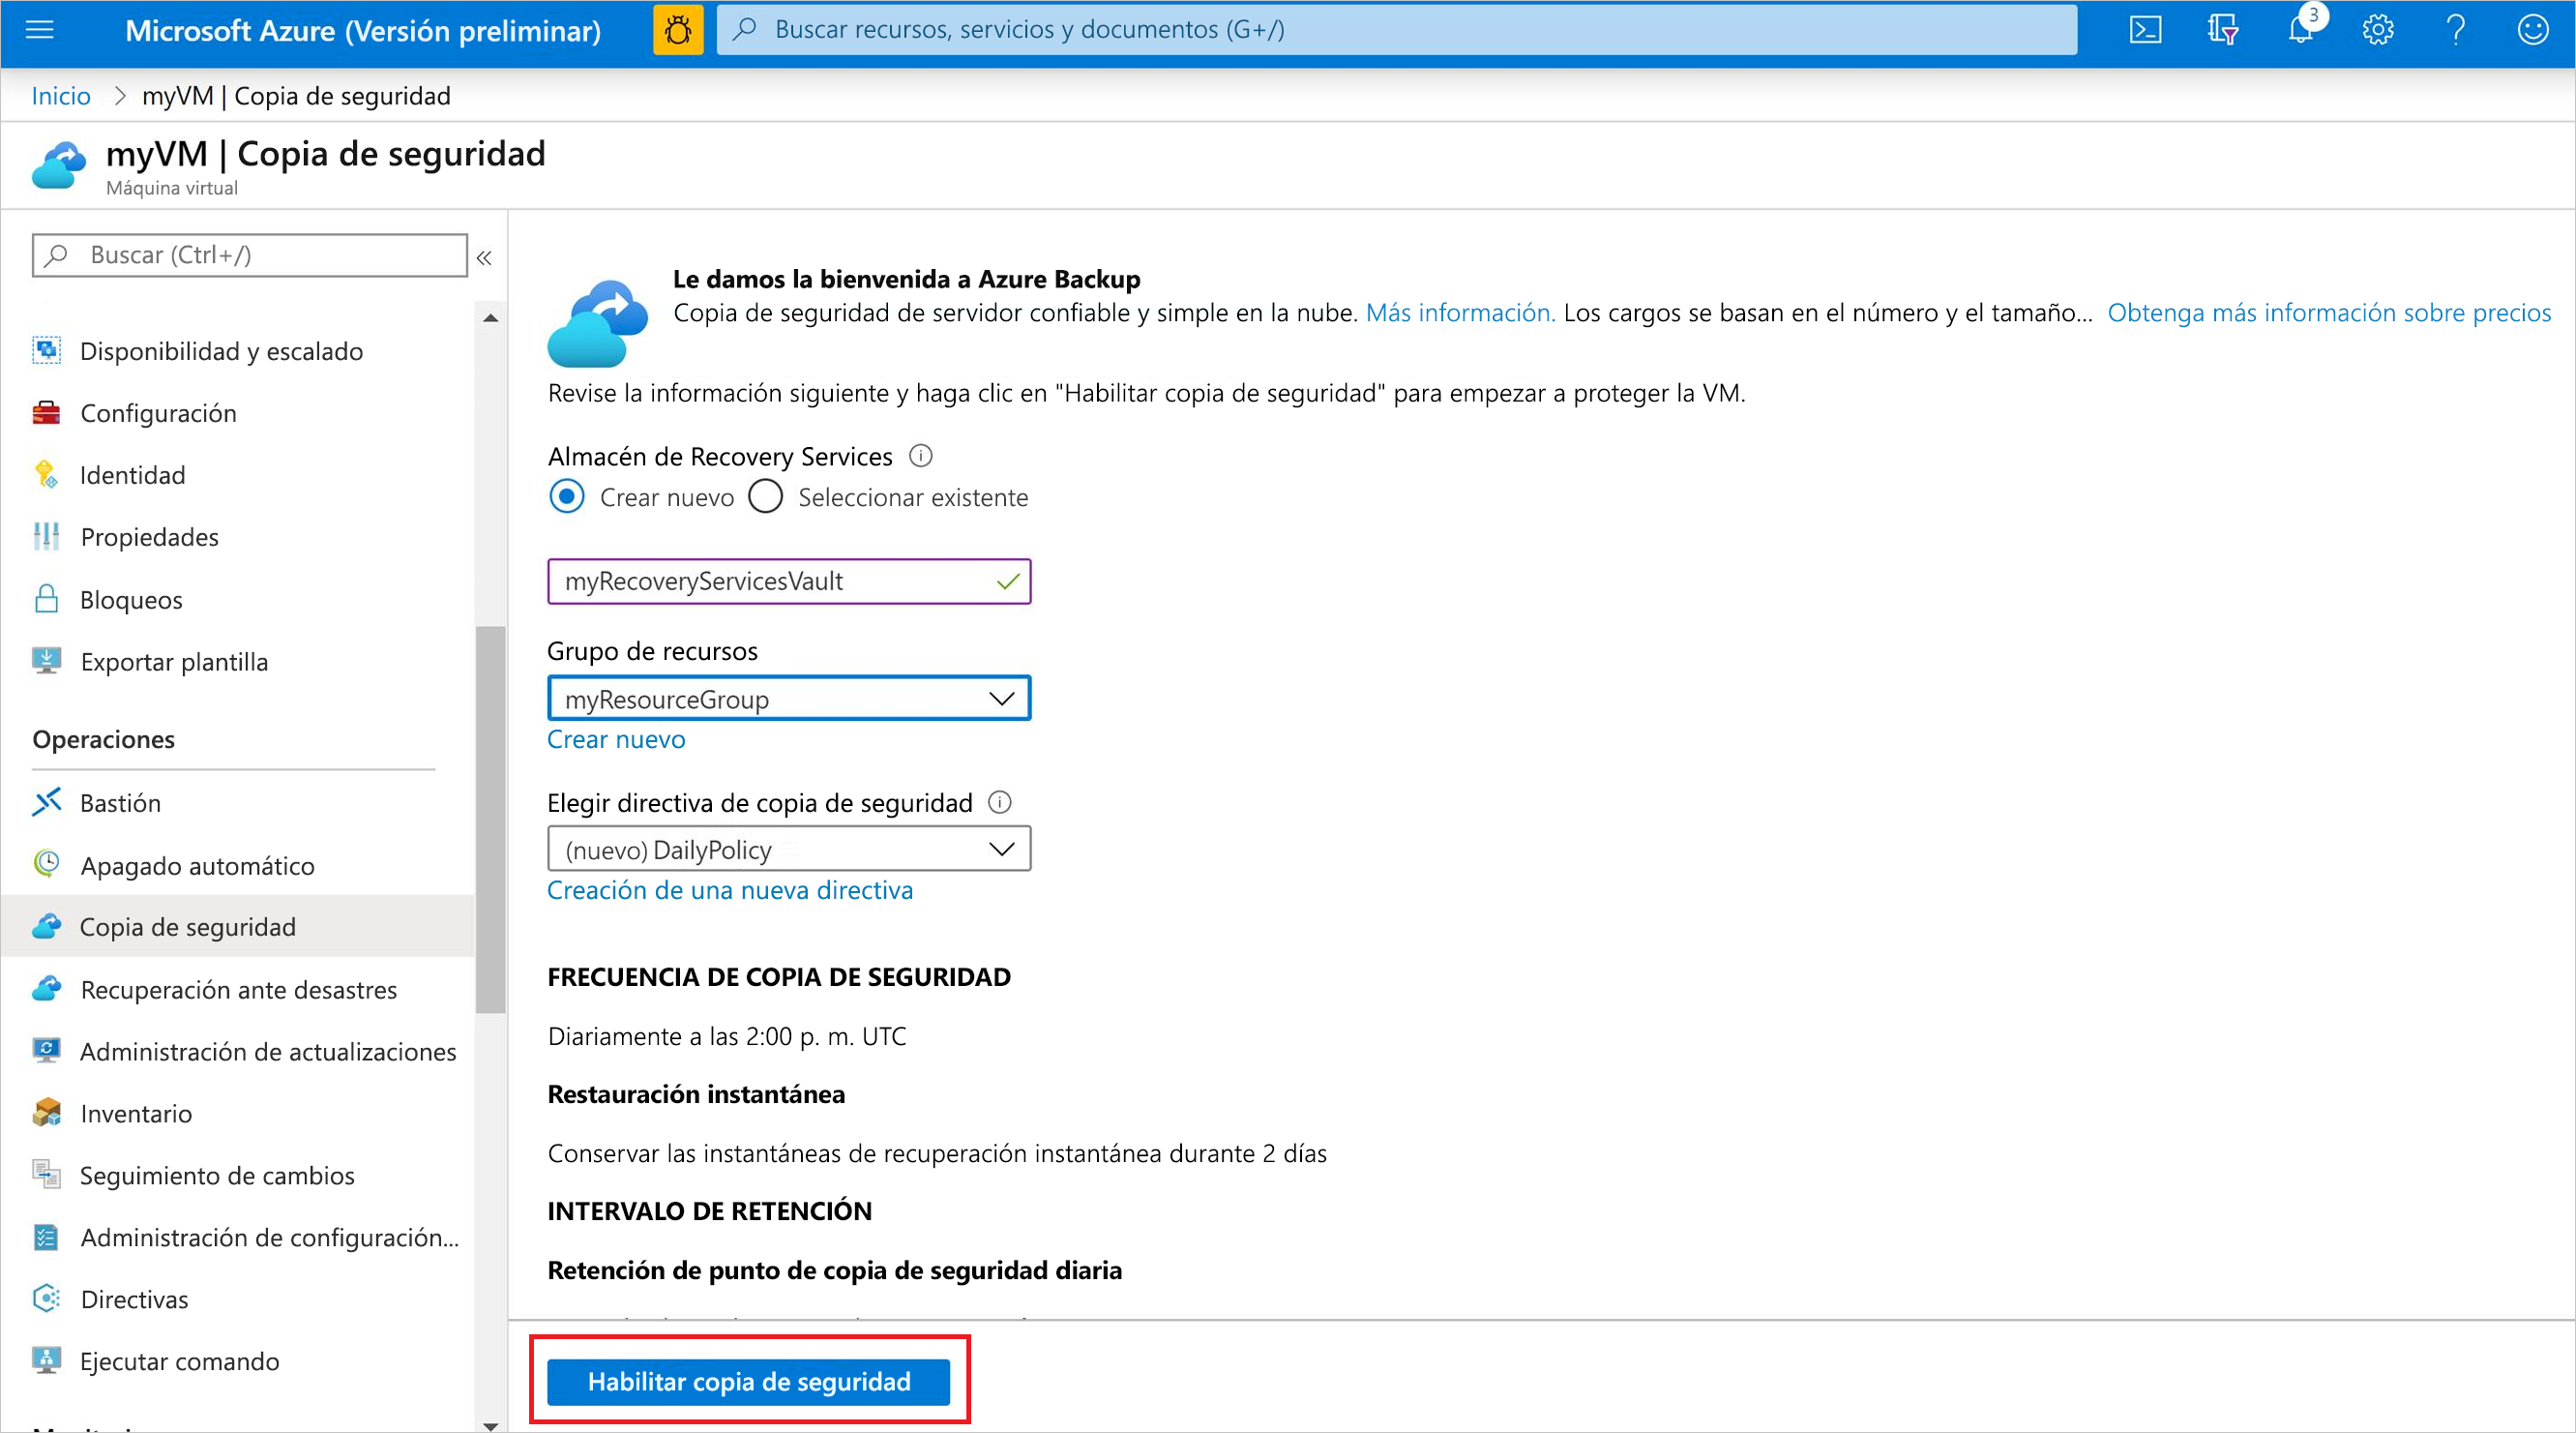 Microsoft Azure (Versión preliminar)
Buscar recursos, servicios y documentos (G+/)
3
Inicio > myVM | Copia de seguridad
myVM | Copia de seguridad
Máquina virtual
Buscar (Ctrl+/)
«
Disponibilidad y escalado
Configuración
Identidad
Propiedades
Bloqueos
Exportar plantilla
Operaciones
Bastión
Apagado automático
Copia de seguridad
Recuperación ante desastres
Administración de actualizaciones
Inventario
Seguimiento de cambios
Administración de configuración...
Directivas
Ejecutar comando
Le damos la bienvenida a Azure Backup
Copia de seguridad de servidor confiable y simple en la nube. Más información. Los cargos se basan en el número y el tamaño... Obtenga más información sobre precios
Revise la información siguiente y haga clic en "Habilitar copia de seguridad" para empezar a proteger la VM.
Almacén de Recovery Services
Crear nuevo Seleccionar existente
myRecoveryServicesVault
Grupo de recursos
myResourceGroup
Crear nuevo
Elegir directiva de copia de seguridad
(nuevo) DailyPolicy
Creación de una nueva directiva
FRECUENCIA DE COPIA DE SEGURIDAD
Diariamente a las 2:00 p. m. UTC
Restauración instantánea
Conservar las instantáneas de recuperación instantánea durante 2 días
INTERVALO DE RETENCIÓN
Retención de punto de copia de seguridad diaria
Habilitar copia de seguridad